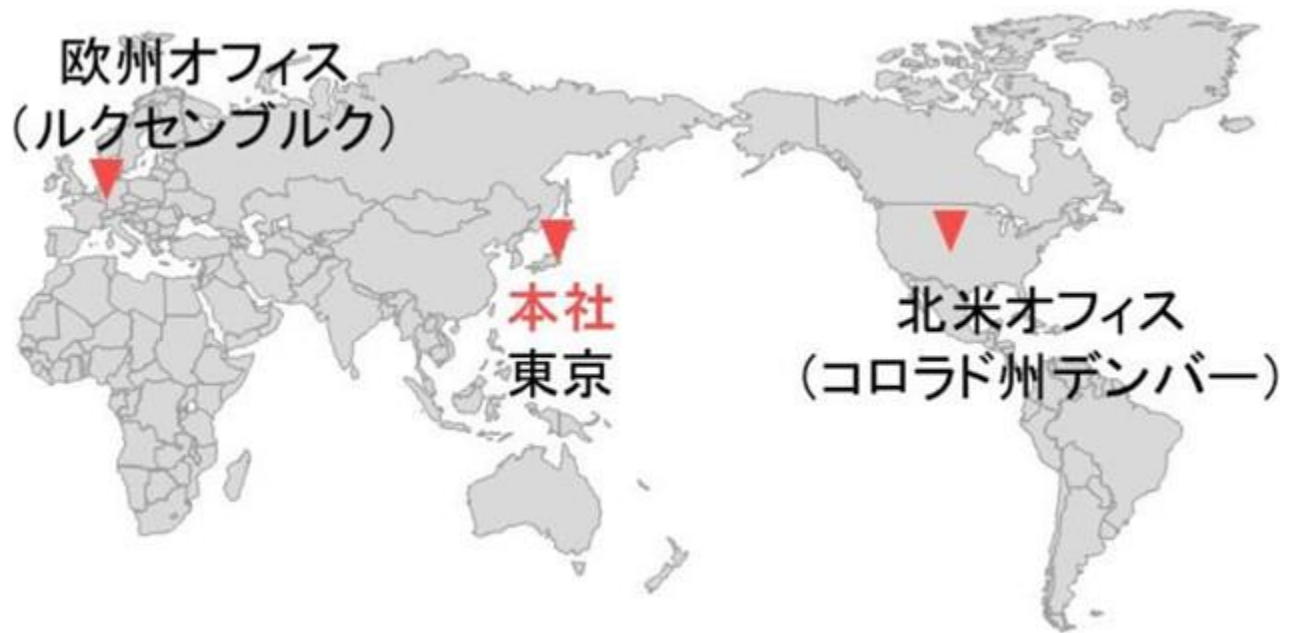 欧州オフィス
（ルクセンブルク）
本社
東京
北米オフィス
（コロラド州デンバー）